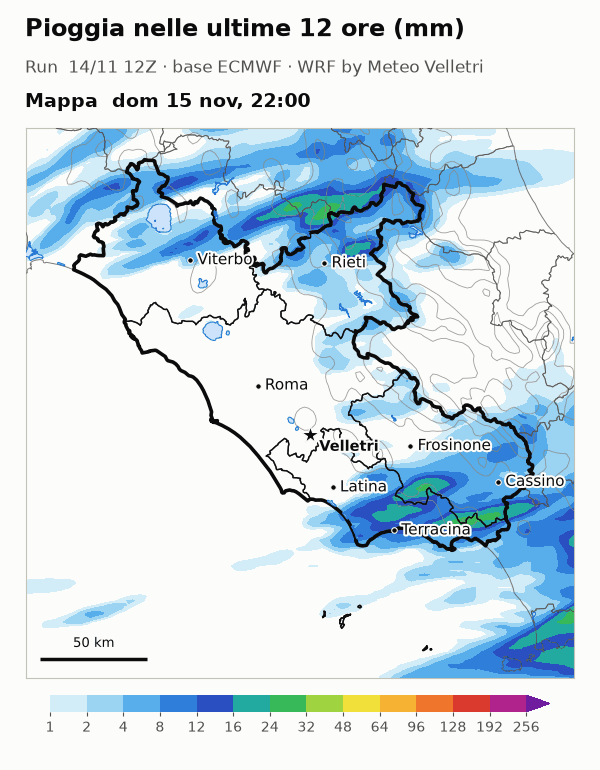 Pioggia nelle ultime 12 ore (mm)
Run  14/11 12Z · base ECMWF · WRF by Meteo Velletri
Mappa  dom 15 nov, 22:00
Viterbo
Rieti
Roma
Velletri
Frosinone
Cassino
Latina
Terracina
50 km
1 2 4 8 12 16 24 32 48 64 96 128 192 256